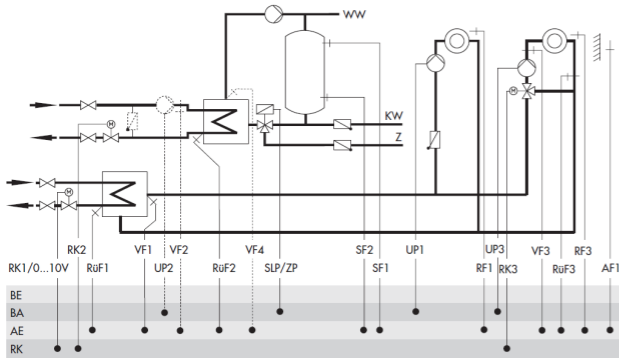 WW
M
KW
M
Z
M
RK2
VF1
VF2
VF4
SF2
UP1
UP3
VF3
RF3
RK1/0...10V
RüF1
UP2
RüF2
SLP/ZP
SF1
RF1
RK3
RüF3
AF1
BE
BA
AE
RK